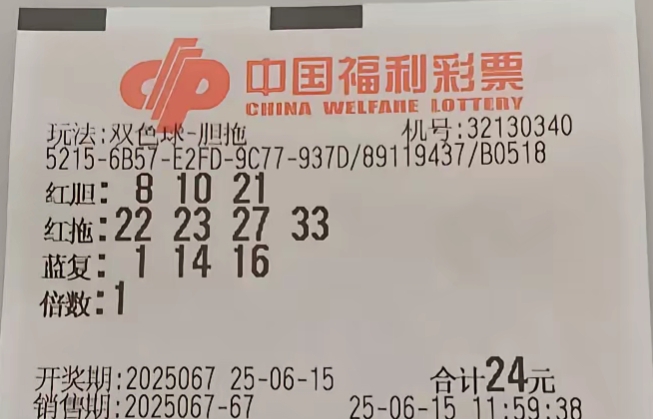 中国福利彩票
CHINA WELFARE LOTTERY
玩法:双色球-胆拖 机号:32130340
5215-6B57-E2FD-9C77-937D/89119437/B0518
红胆: 8 10 21
红拖:22 23 27 33
蓝复: 1 14 16
倍数:1
开奖期:2025067 25-06-15 合计24元
销售期:2025067-67 25-06-15 11:59:38